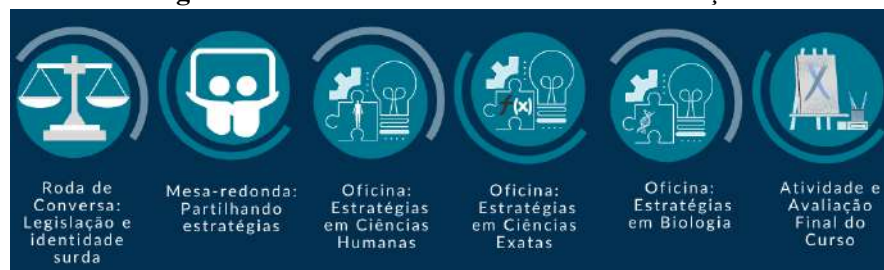 f(x)
Roda de
Conversa:
Legislação e
identidade
surda
Mesa-redonda:
Partilhando
estratégias
Oficina:
Estratégias
em Ciências
Humanas
Oficina:
Estratégias
em Ciências
Exatas
Oficina:
Estratégias
em Biologia
Atividade e
Avaliação
Final do
Curso